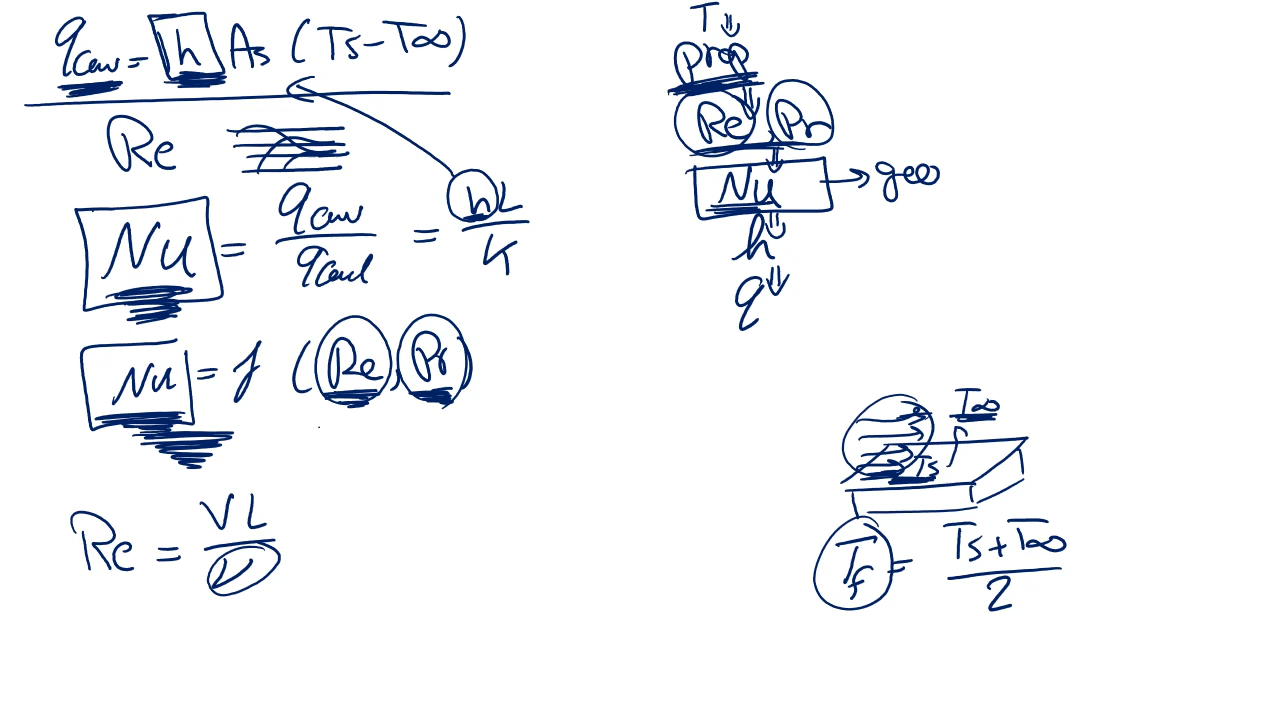 qconv = h As (Ts - T∞)
Re
Nu = qconv / qcond = hL / K
Nu = f (Re, Pr)
Re = VL / ν
T ⇓
prop
Re, Pr
Nu → geo
h
q
T∞
Ts
Tf = Ts + T∞ / 2